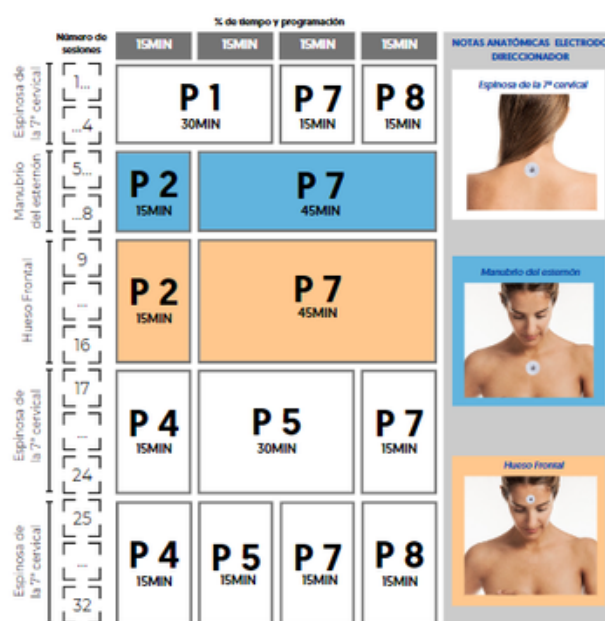 % de tiempo y programación
Número de
sesiones
15MIN 15MIN 15MIN 15MIN
NOTAS ANATÓMICAS ELECTRODO
DIRECCIONADOR
Espinosa de
la 7ª cervical
1...
...4
P 1
30MIN
P 7
15MIN
P 8
15MIN
Espinosa de la 7ª cervical
Manubrio
del esternón
5...
...8
P 2
15MIN
P 7
45MIN
Manubrio del esternón
Hueso Frontal
9
...
16
P 2
15MIN
P 7
45MIN
Espinosa de
la 7ª cervical
17
...
24
P 4
15MIN
P 5
30MIN
P 7
15MIN
Hueso Frontal
Espinosa de
la 7ª cervical
25
...
32
P 4
15MIN
P 5
15MIN
P 7
15MIN
P 8
15MIN